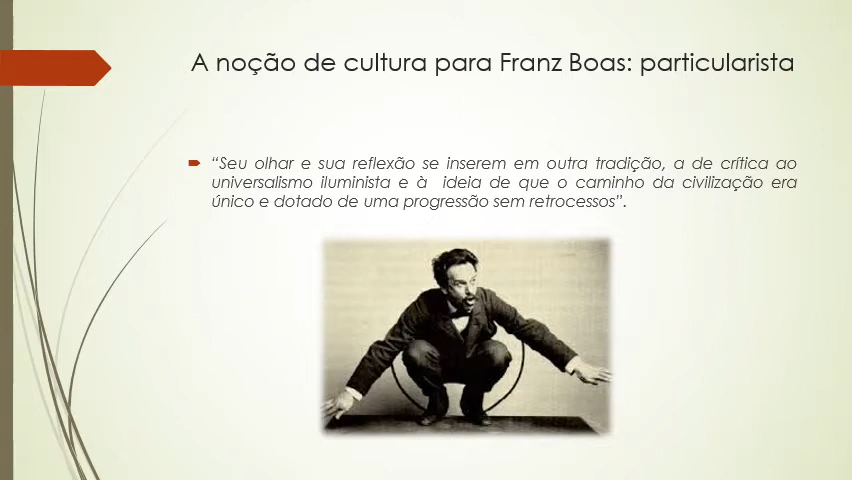 A noção de cultura para Franz Boas: particularista
“Seu olhar e sua reflexão se inserem em outra tradição, a de crítica ao
universalismo iluminista e à ideia de que o caminho da civilização era
único e dotado de uma progressão sem retrocessos”.